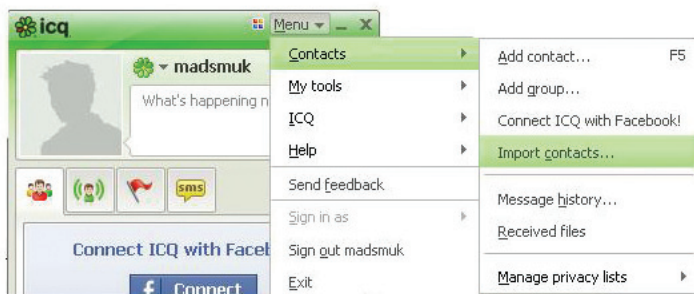 icq
Menu
madsmuk
What's happening n
sms
Connect ICQ with Faceb
f Connect
Contacts
My tools
ICQ
Help
Send feedback
Sign in as
Sign out madsmuk
Exit
Add contact... F5
Add group...
Connect ICQ with Facebook!
Import contacts...
Message history...
Received files
Manage privacy lists